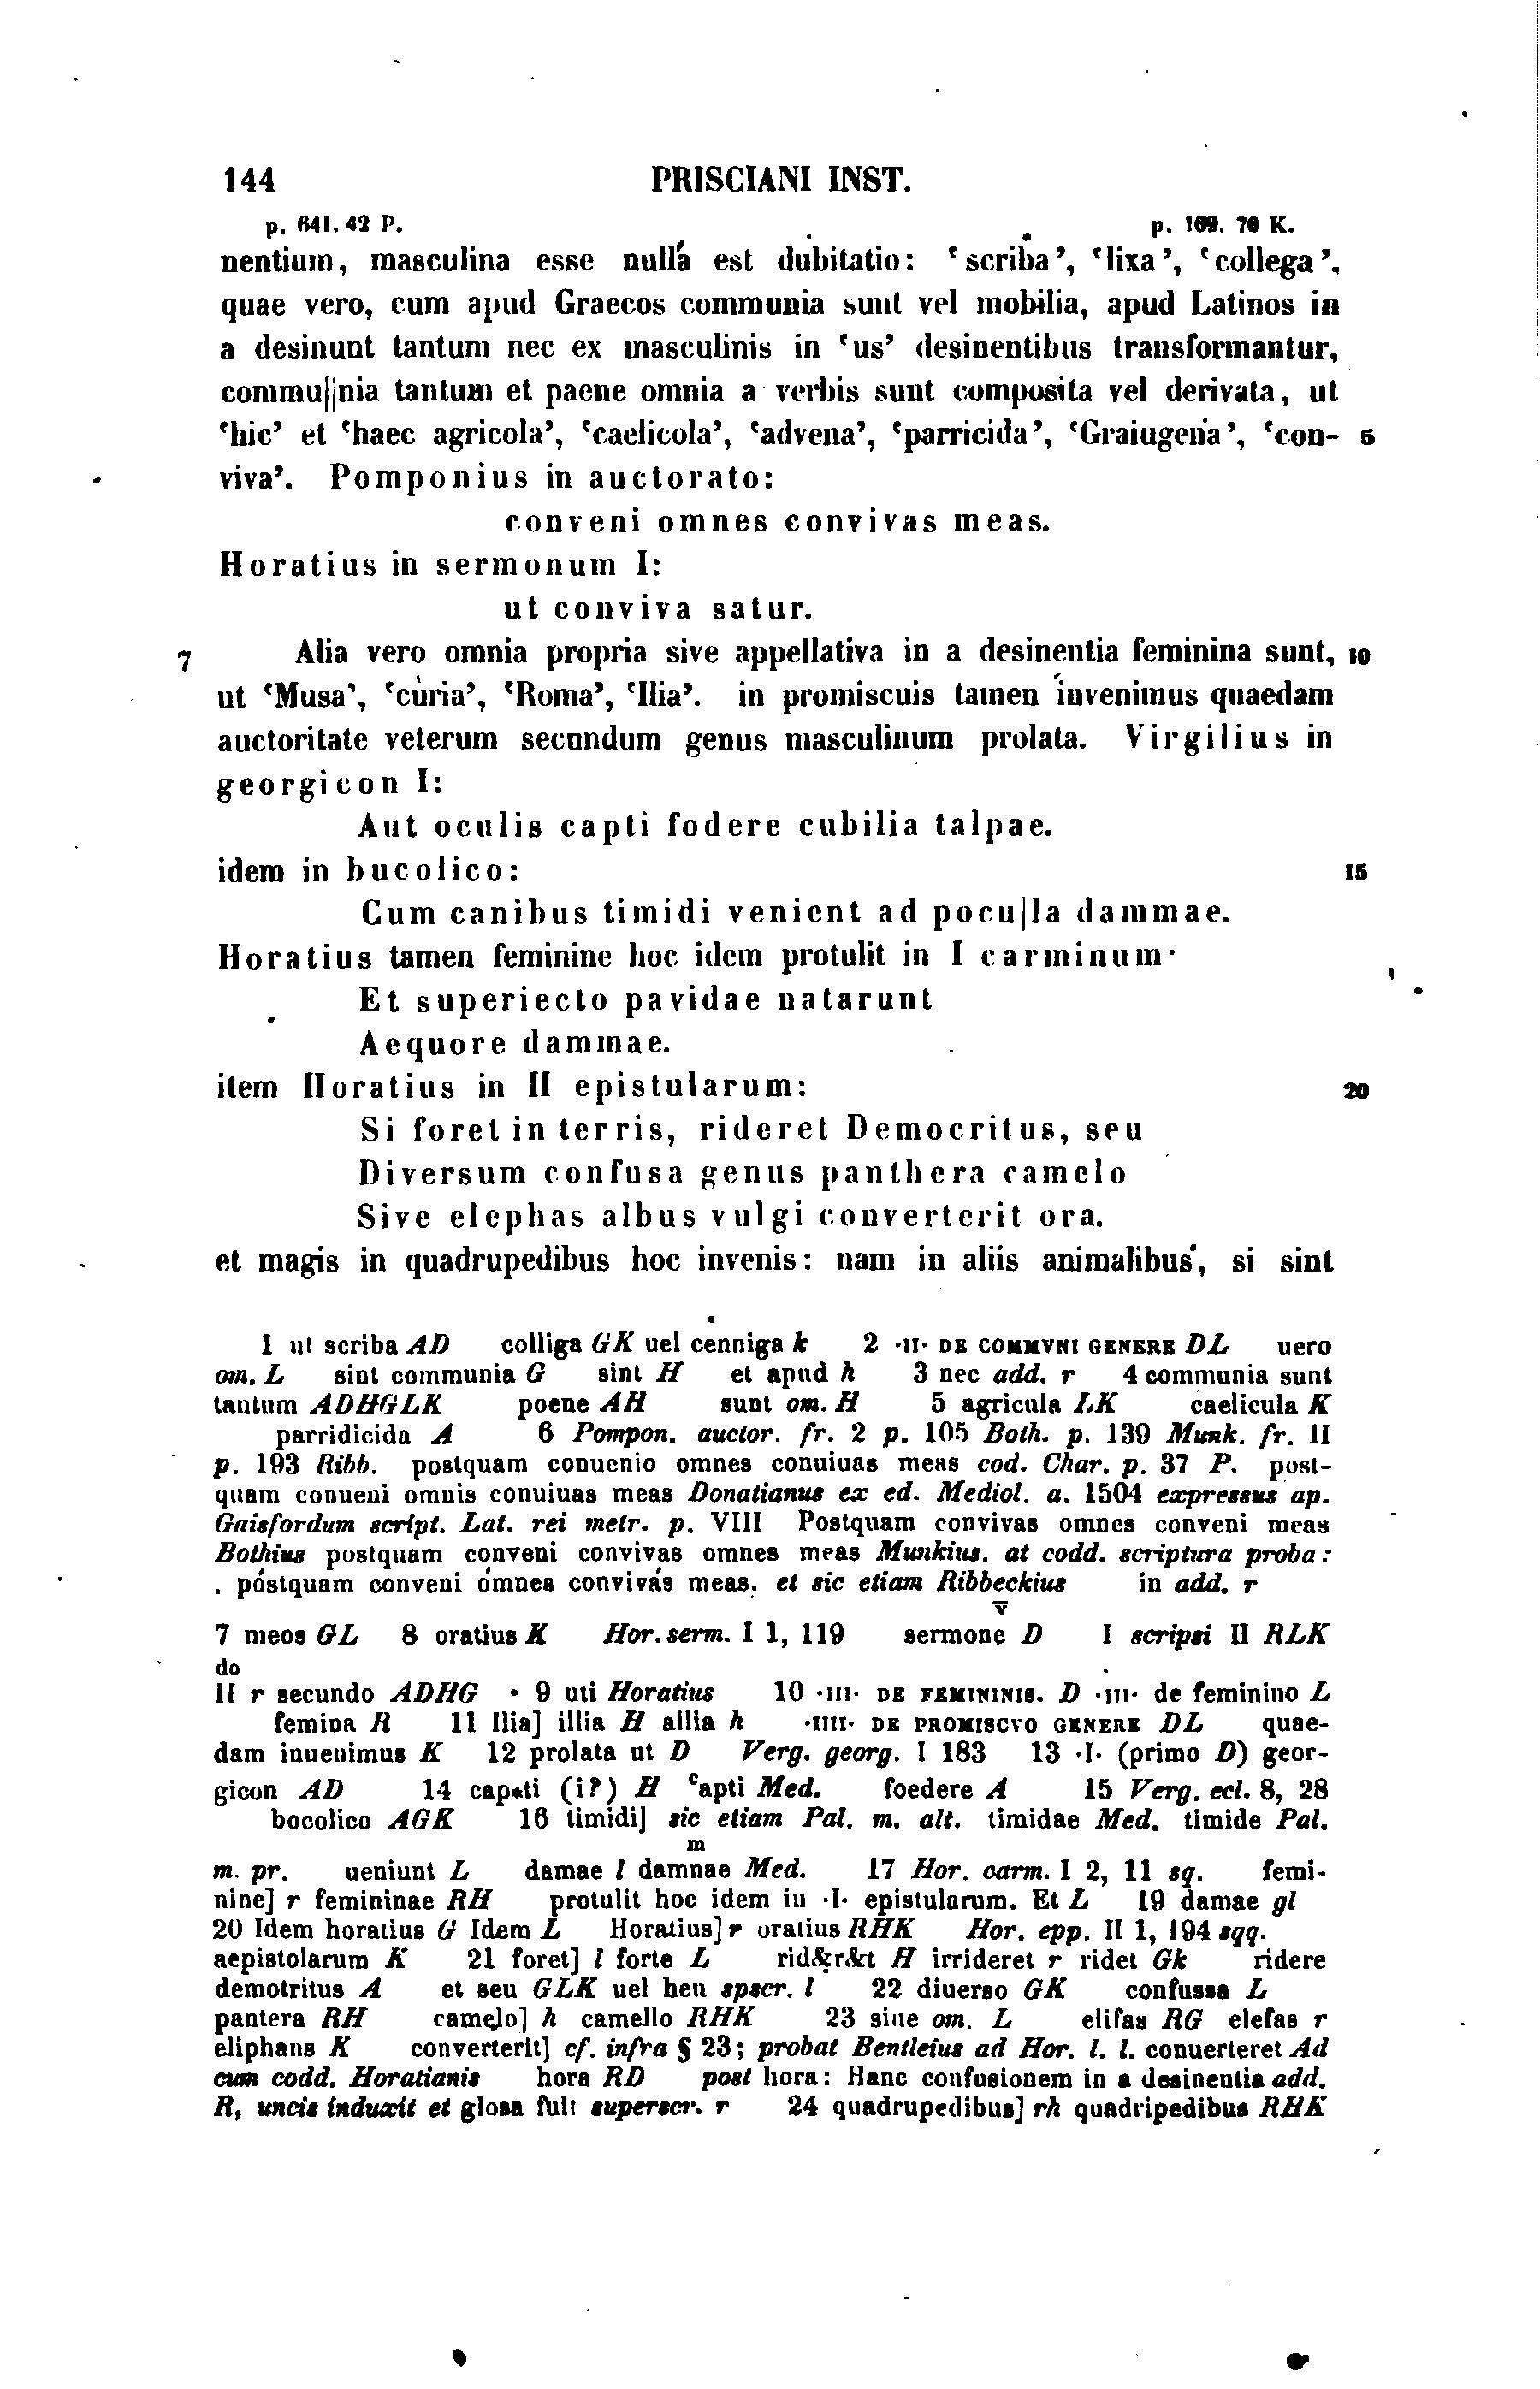 144 PRISCIANI INST.
p. 641. 42 P. p. 109. 70 K.
nentium, masculina esse nulla est dubitatio: ‘scriba’, ‘lixa’, ‘collega’.
quae vero, cum apud Graecos communia sunt vel mobilia, apud Latinos in
a desinunt tantum nec ex masculinis in ‘us’ desinentibus transformantur,
commu||nia tantum et paene omnia a verbis sunt composita vel derivata, ut
‘hic’ et ‘haec agricola’, ‘caelicola’, ‘advena’, ‘parricida’, ‘Graiugena’, ‘con- 5
viva’. Pomponius in auctorato:
conveni omnes convivas meas.
Horatius in sermonum I:
ut conviva satur.
7 Alia vero omnia propria sive appellativa in a desinentia feminina sunt, 10
ut ‘Musa’, ‘curia’, ‘Roma’, ‘Ilia’. in promiscuis tamen invenimus quaedam
auctoritate veterum secundum genus masculinum prolata. Virgilius in
georgicon I:
Aut oculis capti fodere cubilia talpae.
idem in bucolico: 15
Cum canibus timidi venient ad pocu|la dammae.
Horatius tamen feminine hoc idem protulit in I carminum·
Et superiecto pavidae natarunt
Aequore dammae.
item Horatius in II epistularum: 20
Si foret in terris, rideret Democritus, seu
Diversum confusa genus panthera camelo
Sive elephas albus vulgi converterit ora.
et magis in quadrupedibus hoc invenis: nam in aliis animalibus, si sint
1 ut scriba AD colliga GK uel cenniga k 2 ·II· DE COMMVNI GENERE DL uero
om. L sint communia G sint H et apud h 3 nec add. r 4 communia sunt
tantum ADHGLK poene AH sunt om. H 5 agricula LK caelicula K
parridicida A 6 Pompon. auctor. fr. 2 p. 105 Both. p. 139 Munk. fr. II
p. 193 Ribb. postquam conuenio omnes conuiuas meas cod. Char. p. 37 P. post-
quam conueni omnis conuiuas meas Donatianus ex ed. Mediol. a. 1504 expressus ap.
Gaisfordum script. Lat. rei metr. p. VIII Postquam convivas omnes conveni meas
Bothius postquam conveni convivas omnes meas Munkius. at codd. scriptura proba:
póstquam conveni ómnes convivás meas. et sic etiam Ribbeckius in add. r
v
7 meos GL 8 oratius K Hor. serm. I 1, 119 sermone D I scripsi II RLK
do
II r secundo ADHG · 9 uti Horatius 10 ·III· DE FEMININIS. D ·III· de feminino L
femina R 11 Ilia] illia H allia h ·IIII· DE PROMISCVO GENERE DL quae-
dam inuenimus K 12 prolata ut D Verg. georg. I 183 13 ·I· (primo D) geor-
gicon AD 14 cap*ti (i?) H capti Med. foedere A 15 Verg. ecl. 8, 28
bocolico AGK 16 timidi] sic etiam Pal. m. alt. timidae Med. timide Pal.
m
m. pr. ueniunt L damae l damnae Med. 17 Hor. carm. I 2, 11 sq. femi-
nine] r femininae RH protulit hoc idem in ·I· epistularum. Et L 19 damae gl
20 Idem horatius G Idem L Horatius] r oratius RHK Hor. epp. II 1, 194 sqq.
aepistolarum K 21 foret] l forte L rid&r&t H irrideret r ridet Gk ridere
demotritus A et seu GLK uel heu spscr. l 22 diuerso GK confussa L
pantera RH camelo] h camello RHK 23 siue om. L elifas RG elefas r
eliphans K converterit] cf. infra § 23; probat Bentleius ad Hor. l. l. conuerteret Ad
cum codd. Horatianis hora RD post hora: Hanc confusionem in a desinentia add.
R, uncis induxit et glosa fuit superscr. r 24 quadrupedibus] rh quadripedibus RHK